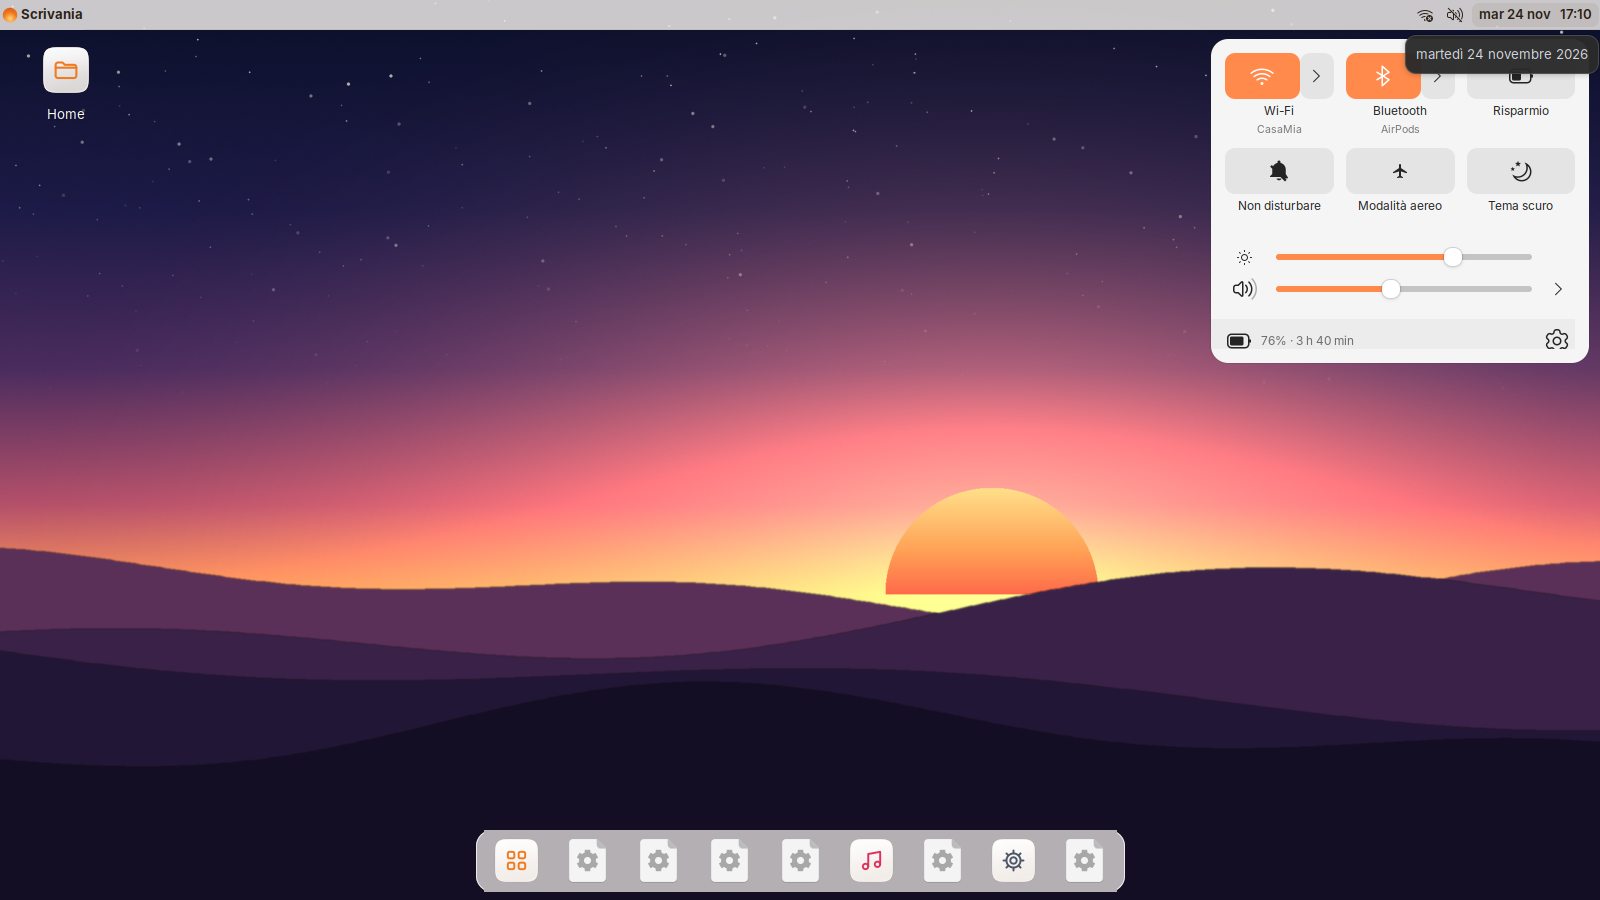 Scrivania
mar 24 nov 17:10
martedì 24 novembre 2026
Home
Wi-Fi
CasaMia
Bluetooth
AirPods
Risparmio
Non disturbare
Modalità aereo
Tema scuro
76% · 3 h 40 min